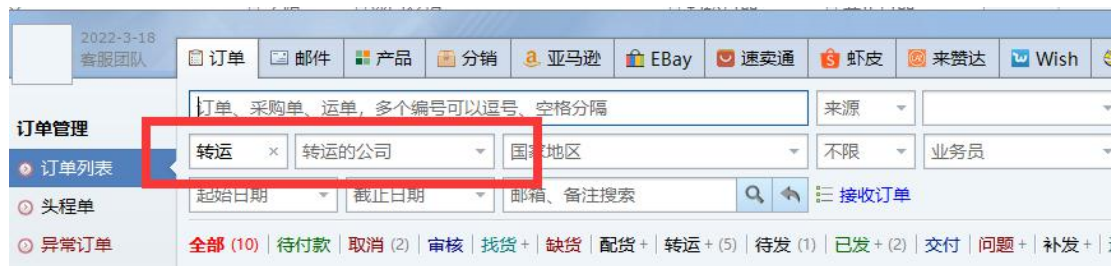 2022-3-18
客服团队
订单 邮件 产品 分销 亚马逊 EBay 速卖通 虾皮 来赞达 Wish
订单、采购单、运单，多个编号可以逗号、空格分隔 来源
订单管理
转运 × 转运的公司 国家地区 不限 业务员
订单列表
起始日期 截止日期 邮箱、备注搜索 接收订单
头程单
异常订单
全部 (10) 待付款 取消 (2) 审核 找货+ 缺货 配货+ 转运+ (5) 待发 (1) 已发+ (2) 交付 问题+ 补发+